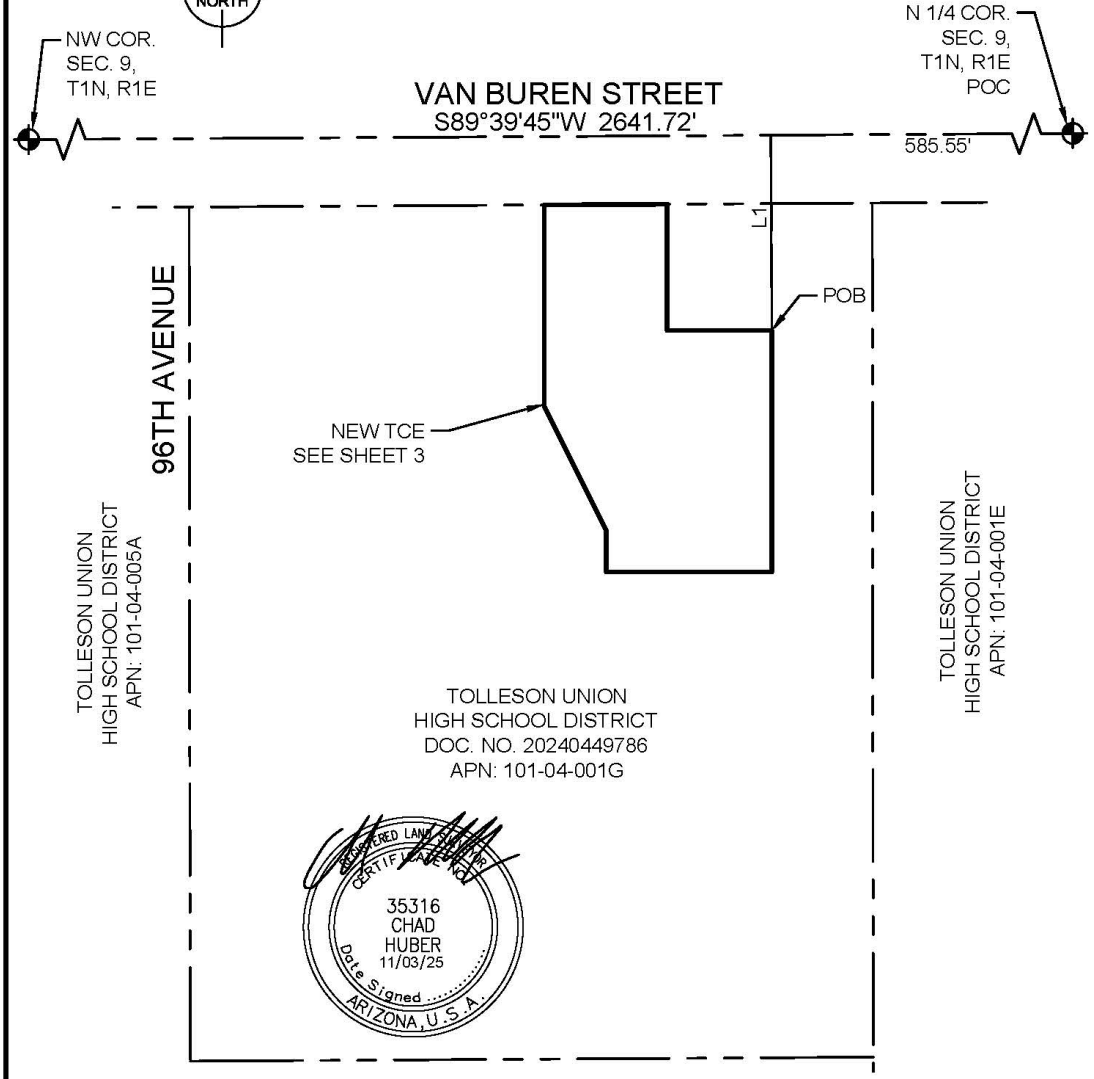 NORTH
NW COR.
SEC. 9,
T1N, R1E
N 1/4 COR.
SEC. 9,
T1N, R1E
POC
VAN BUREN STREET
S89°39'45"W 2641.72'
585.55'
L1
POB
96TH AVENUE
NEW TCE
SEE SHEET 3
TOLLESON UNION
HIGH SCHOOL DISTRICT
APN: 101-04-005A
TOLLESON UNION
HIGH SCHOOL DISTRICT
APN: 101-04-001E
TOLLESON UNION
HIGH SCHOOL DISTRICT
DOC. NO. 20240449786
APN: 101-04-001G
REGISTERED LAND SURVEYOR
CERTIFICATE NO.
35316
CHAD
HUBER
11/03/25
Date Signed
ARIZONA, U.S.A.